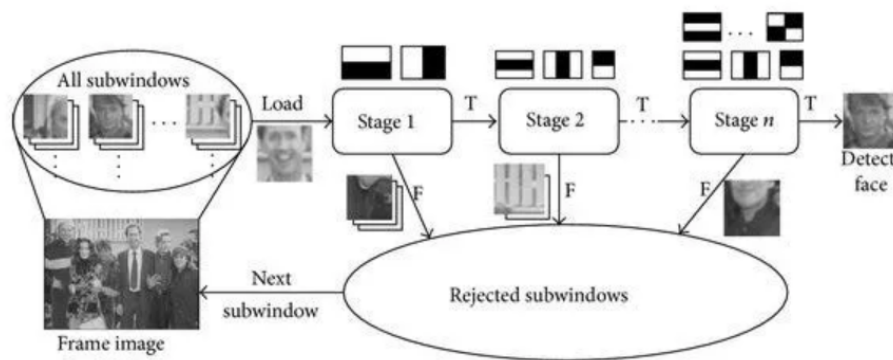 All subwindows
Load
Stage 1
T
Stage 2
T
Stage n
T
Detect
face
F
F
F
Next
subwindow
Rejected subwindows
Frame image